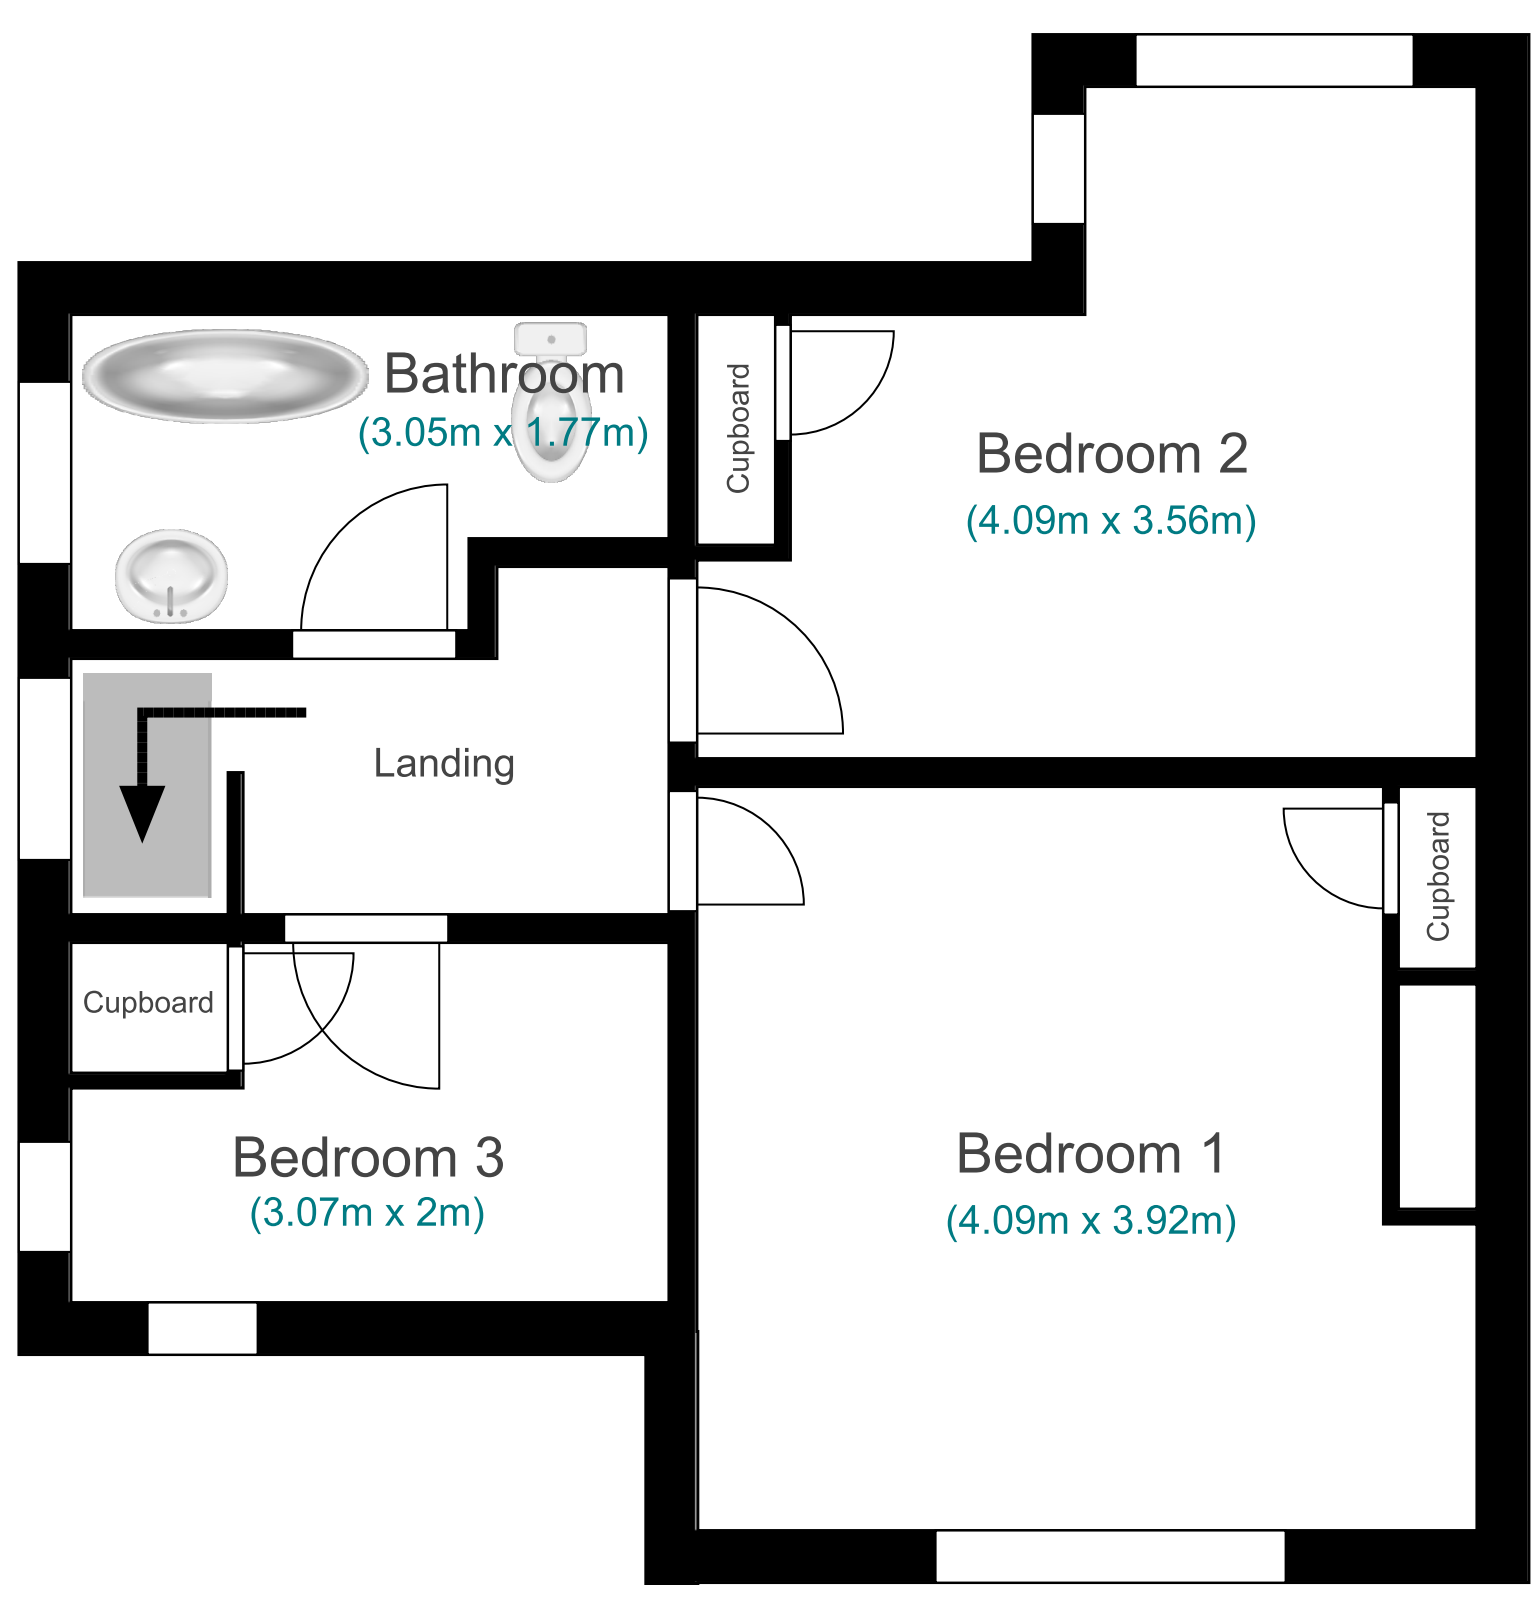 Bathroom
(3.05m x 1.77m)
Cupboard
Bedroom 2
(4.09m x 3.56m)
Landing
Cupboard
Cupboard
Bedroom 3
(3.07m x 2m)
Bedroom 1
(4.09m x 3.92m)